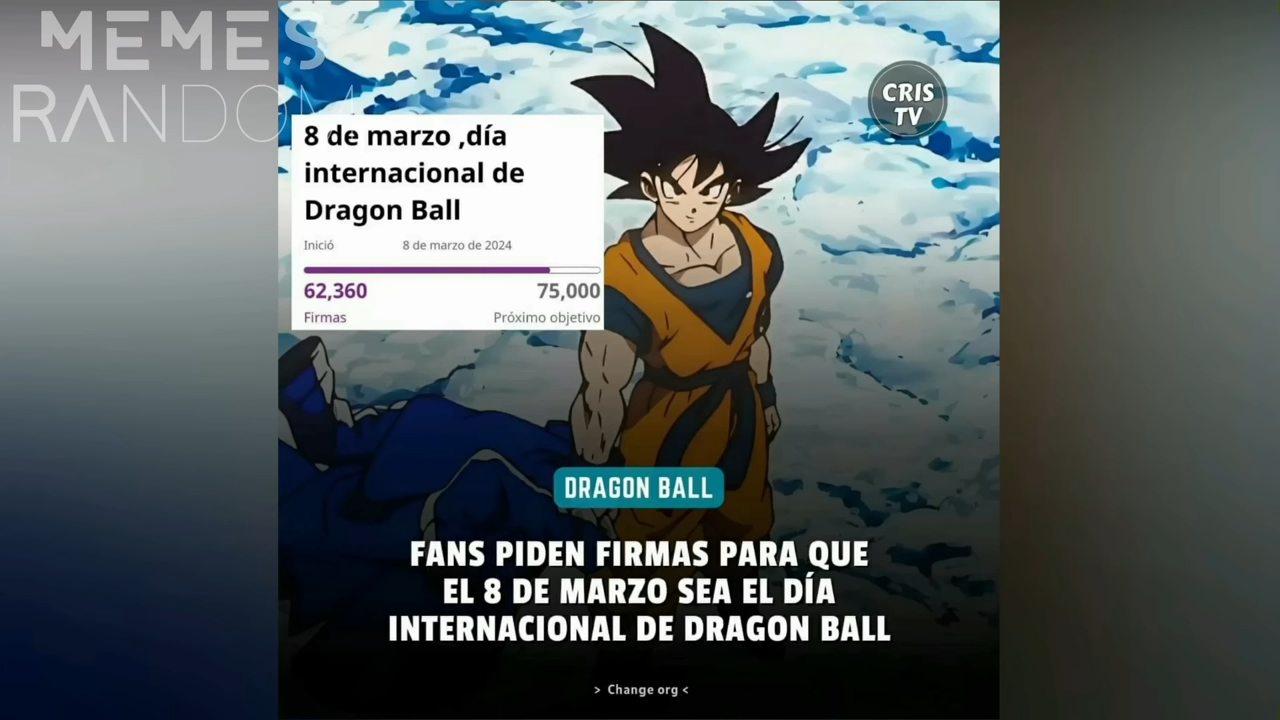 MEMES
RANDOM
CRIS
TV
8 de marzo ,día
internacional de
Dragon Ball
Inició 8 de marzo de 2024
62,360 75,000
Firmas Próximo objetivo
DRAGON BALL
FANS PIDEN FIRMAS PARA QUE
EL 8 DE MARZO SEA EL DÍA
INTERNACIONAL DE DRAGON BALL
> Change org <